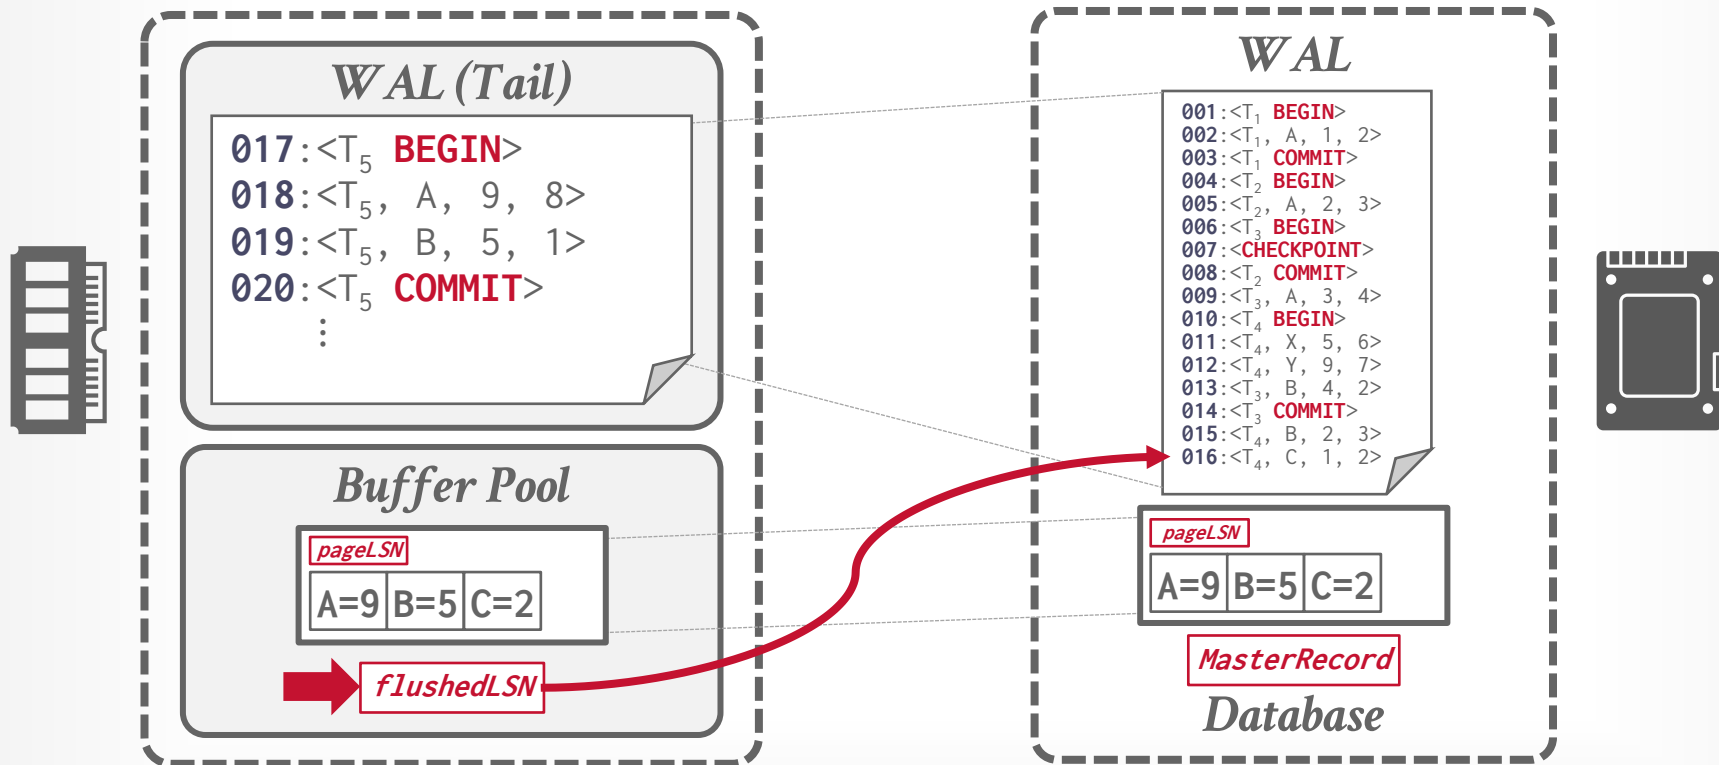 WAL (Tail)
017:<T5 BEGIN>
018:<T5, A, 9, 8>
019:<T5, B, 5, 1>
020:<T5 COMMIT>
⋮
Buffer Pool
pageLSN
A=9 B=5 C=2
flushedLSN
WAL
001:<T1 BEGIN>
002:<T1, A, 1, 2>
003:<T1 COMMIT>
004:<T2 BEGIN>
005:<T2, A, 2, 3>
006:<T3 BEGIN>
007:<CHECKPOINT>
008:<T2 COMMIT>
009:<T3, A, 3, 4>
010:<T4 BEGIN>
011:<T4, X, 5, 6>
012:<T4, Y, 9, 7>
013:<T3, B, 4, 2>
014:<T3 COMMIT>
015:<T4, B, 2, 3>
016:<T4, C, 1, 2>
pageLSN
A=9 B=5 C=2
MasterRecord
Database